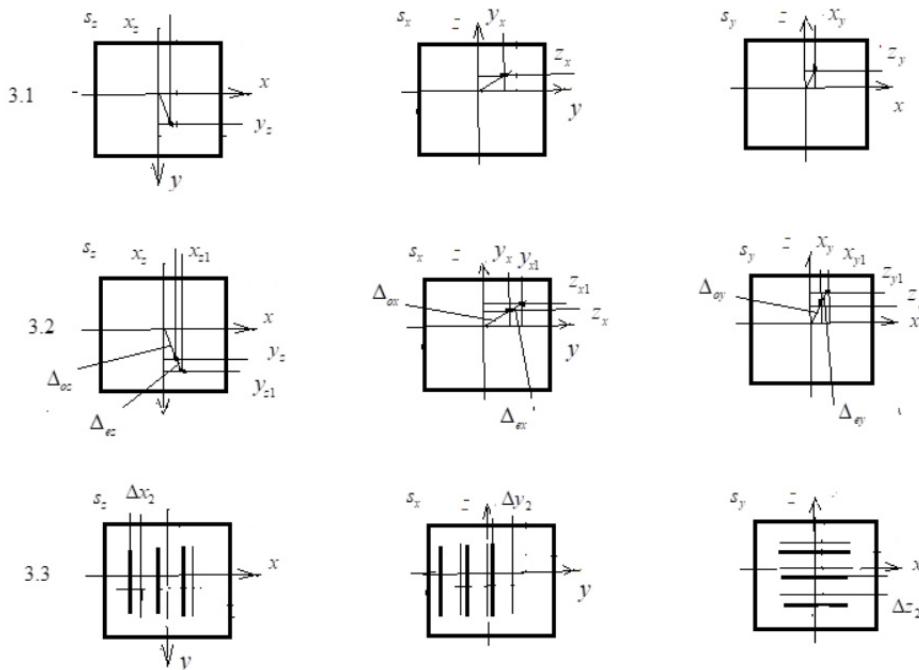 s_z x_z s_x z y_x s_y z x_y
z_x z_y
3.1 x y x
y_z
y
s_z x_z x_z1 s_x z y_x y_x1 s_y z x_y x_y1
z_x1 z_y1
Δ_ox Δ_oy
3.2 x z_x z
y_z y x
Δ_oz y_z1
Δ_ez Δ_ex Δ_ey
s_z Δx_2 s_x z Δy_2 s_y z
3.3 x y x
Δz_2
y